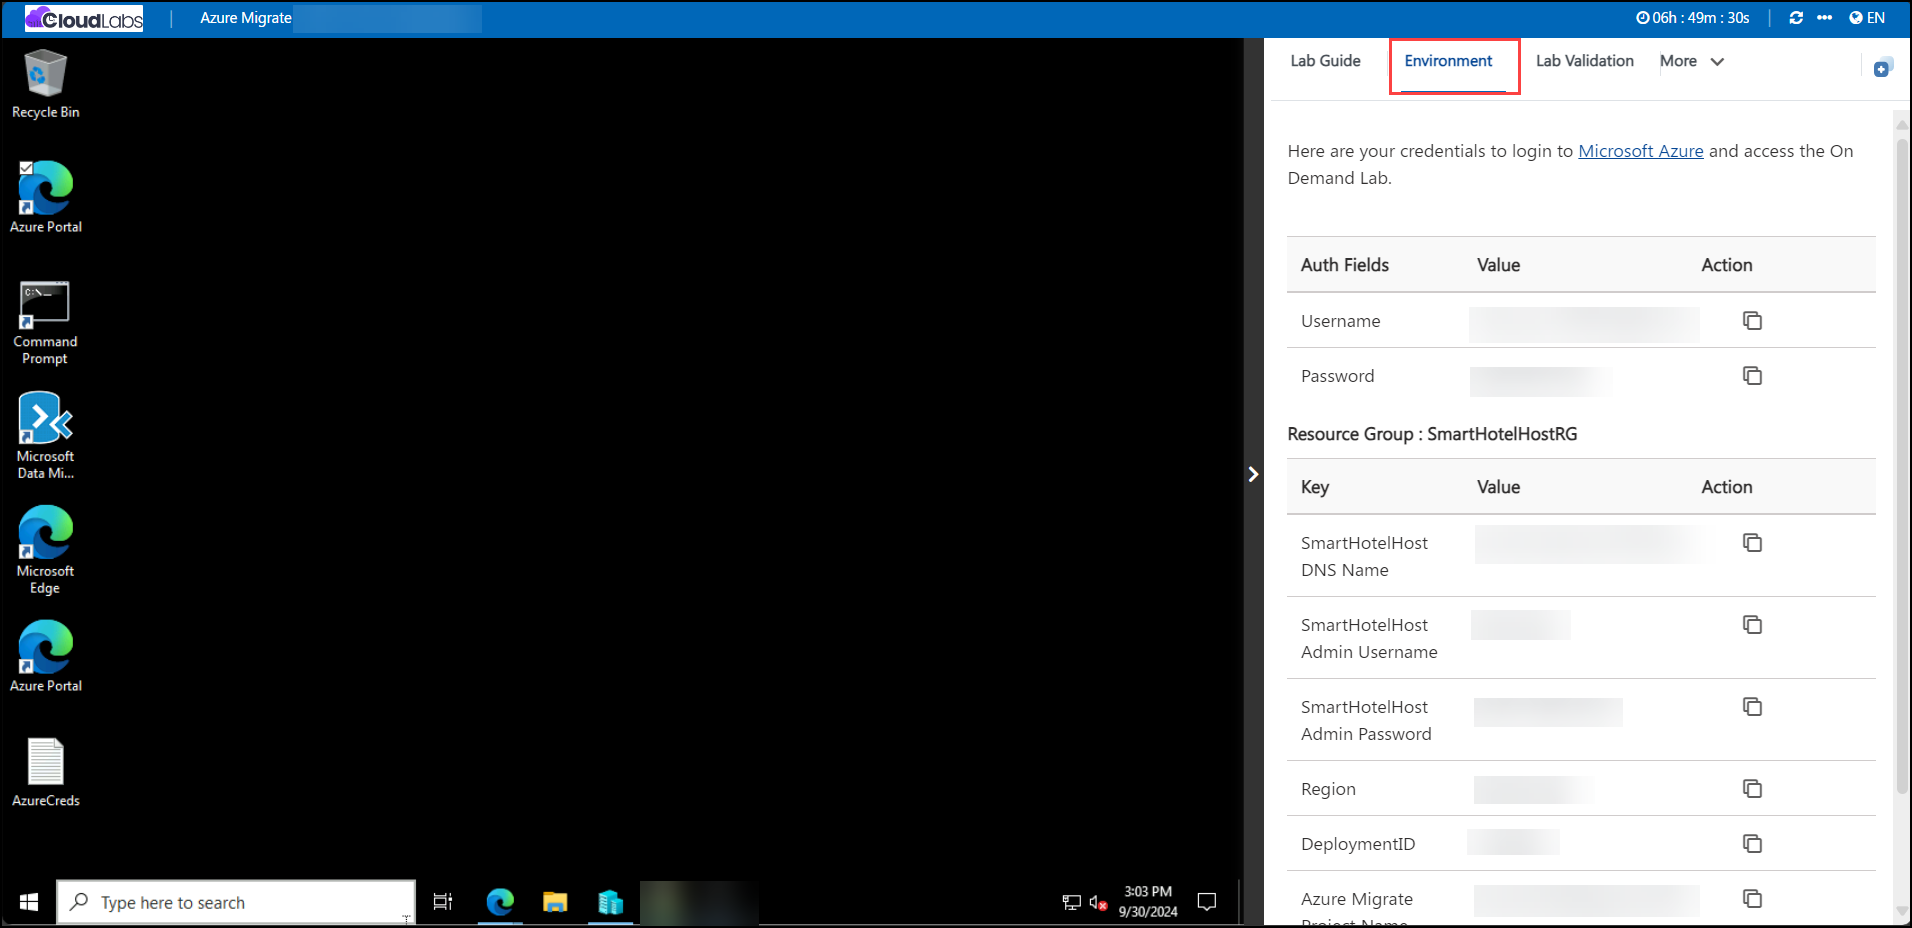 CloudLabs
Azure Migrate
06h : 49m : 30s
EN
Recycle Bin
Azure Portal
C:\_
Command
Prompt
Microsoft
Data Mi...
Microsoft
Edge
Azure Portal
AzureCreds
Type here to search
3:03 PM
9/30/2024
Lab Guide
Environment
Lab Validation
More
Here are your credentials to login to Microsoft Azure and access the On
Demand Lab.
Auth Fields Value Action
Username
Password
Resource Group : SmartHotelHostRG
Key Value Action
SmartHotelHost
DNS Name
SmartHotelHost
Admin Username
SmartHotelHost
Admin Password
Region
DeploymentID
Azure Migrate
Project Name